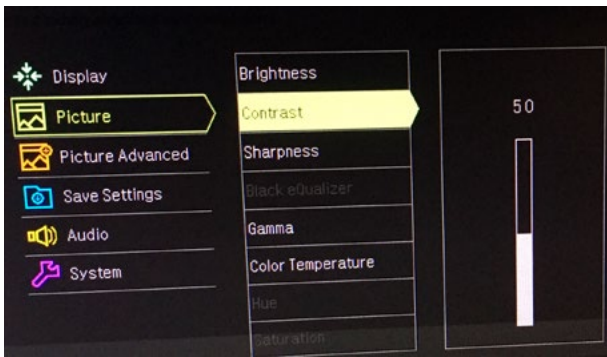 Display
Picture
Picture Advanced
Save Settings
Audio
System
Brightness
Contrast
Sharpness
Black eQualizer
Gamma
Color Temperature
Hue
Saturation
50